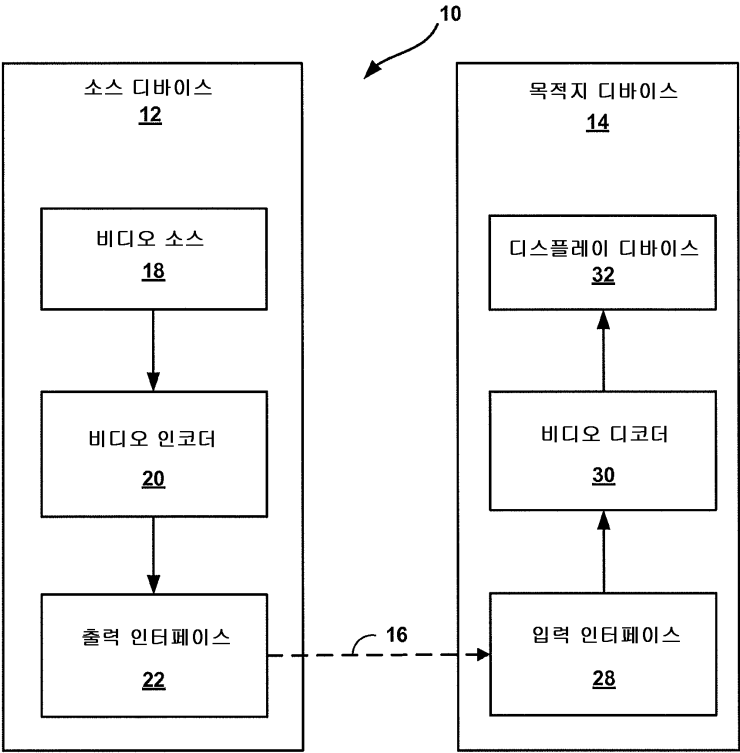 10
소스 디바이스
12
비디오 소스
18
비디오 인코더
20
출력 인터페이스
22
16
목적지 디바이스
14
디스플레이 디바이스
32
비디오 디코더
30
입력 인터페이스
28